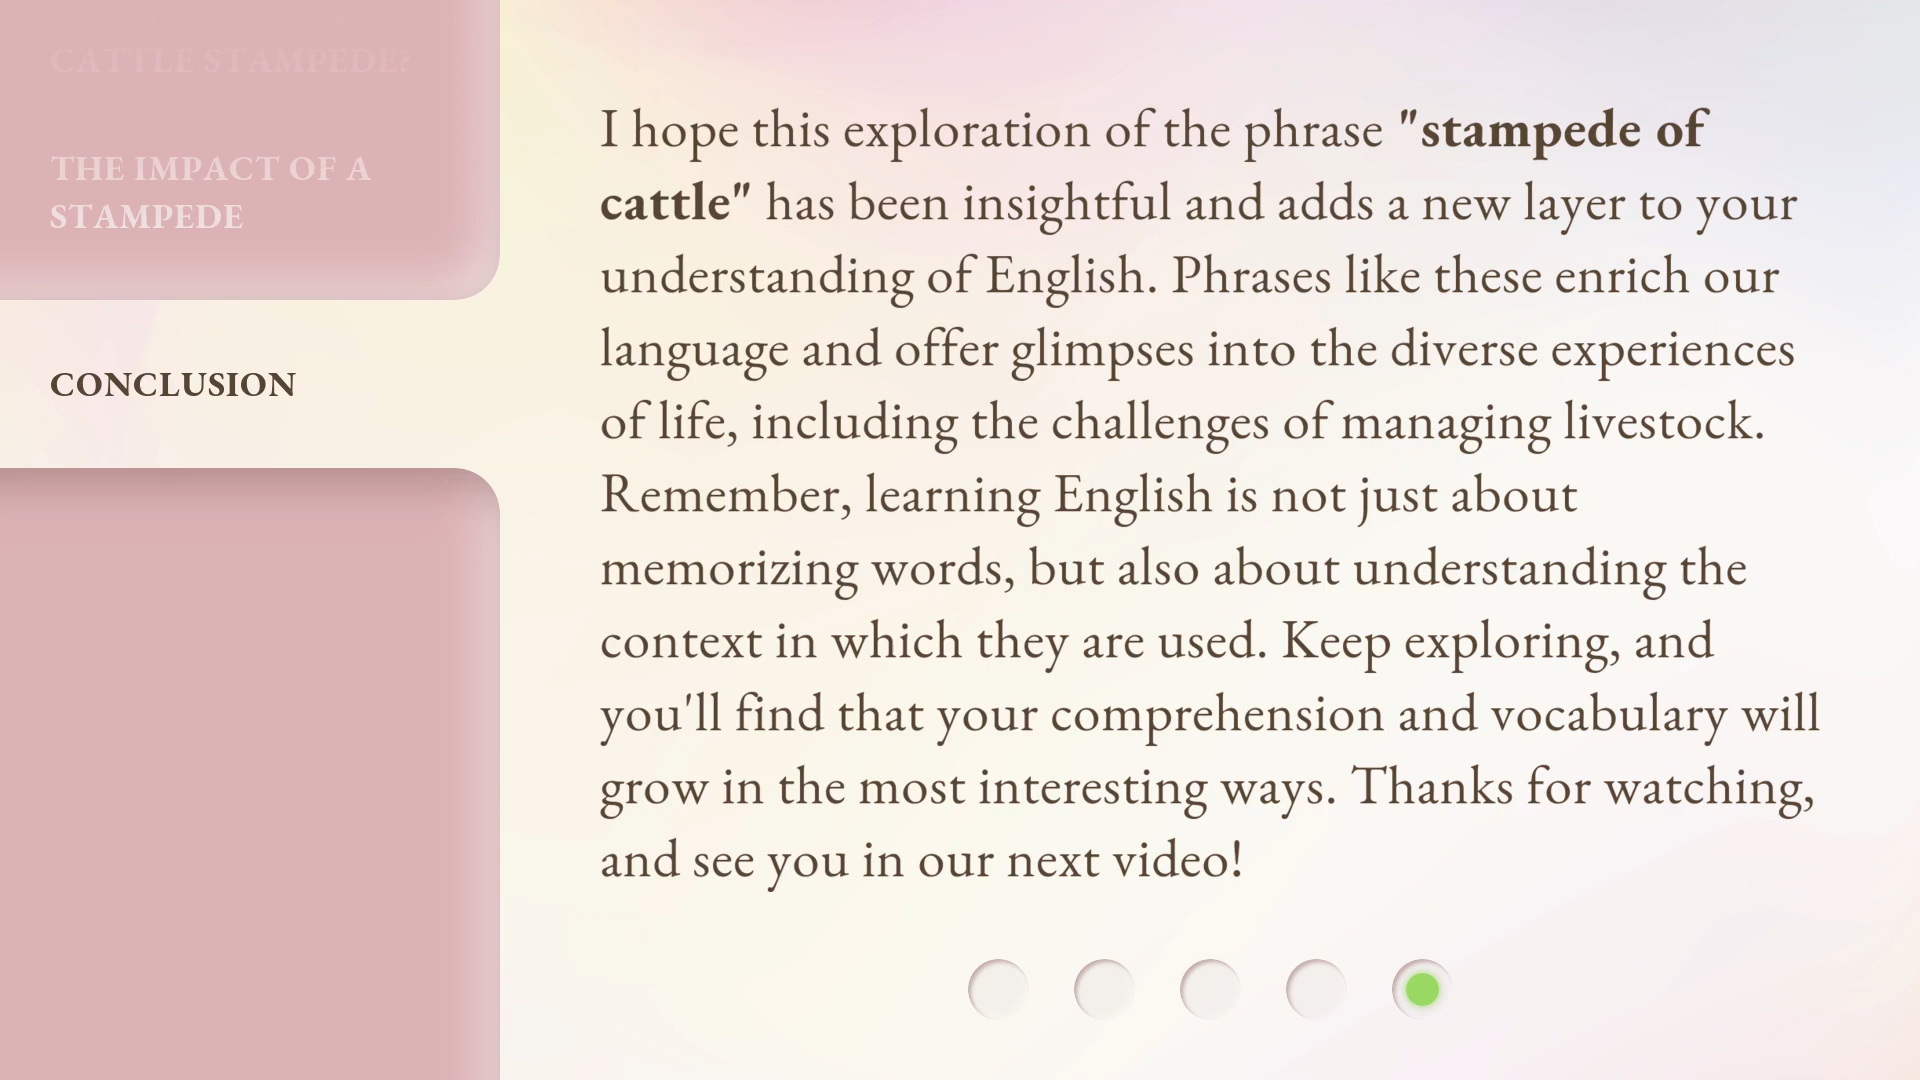 CATTLE STAMPEDE?
THE IMPACT OF A
STAMPEDE
CONCLUSION
I hope this exploration of the phrase "stampede of
cattle" has been insightful and adds a new layer to your
understanding of English. Phrases like these enrich our
language and offer glimpses into the diverse experiences
of life, including the challenges of managing livestock.
Remember, learning English is not just about
memorizing words, but also about understanding the
context in which they are used. Keep exploring, and
you'll find that your comprehension and vocabulary will
grow in the most interesting ways. Thanks for watching,
and see you in our next video!